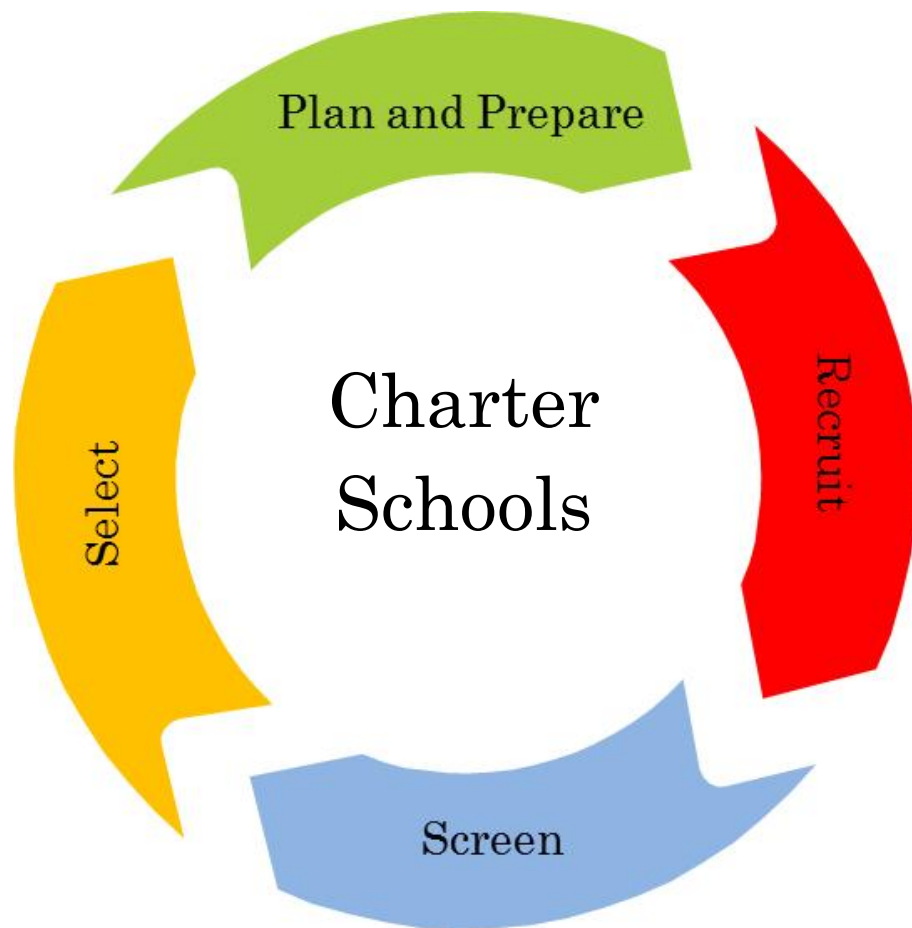 Plan and Prepare
Recruit
Screen
Select
Charter
Schools